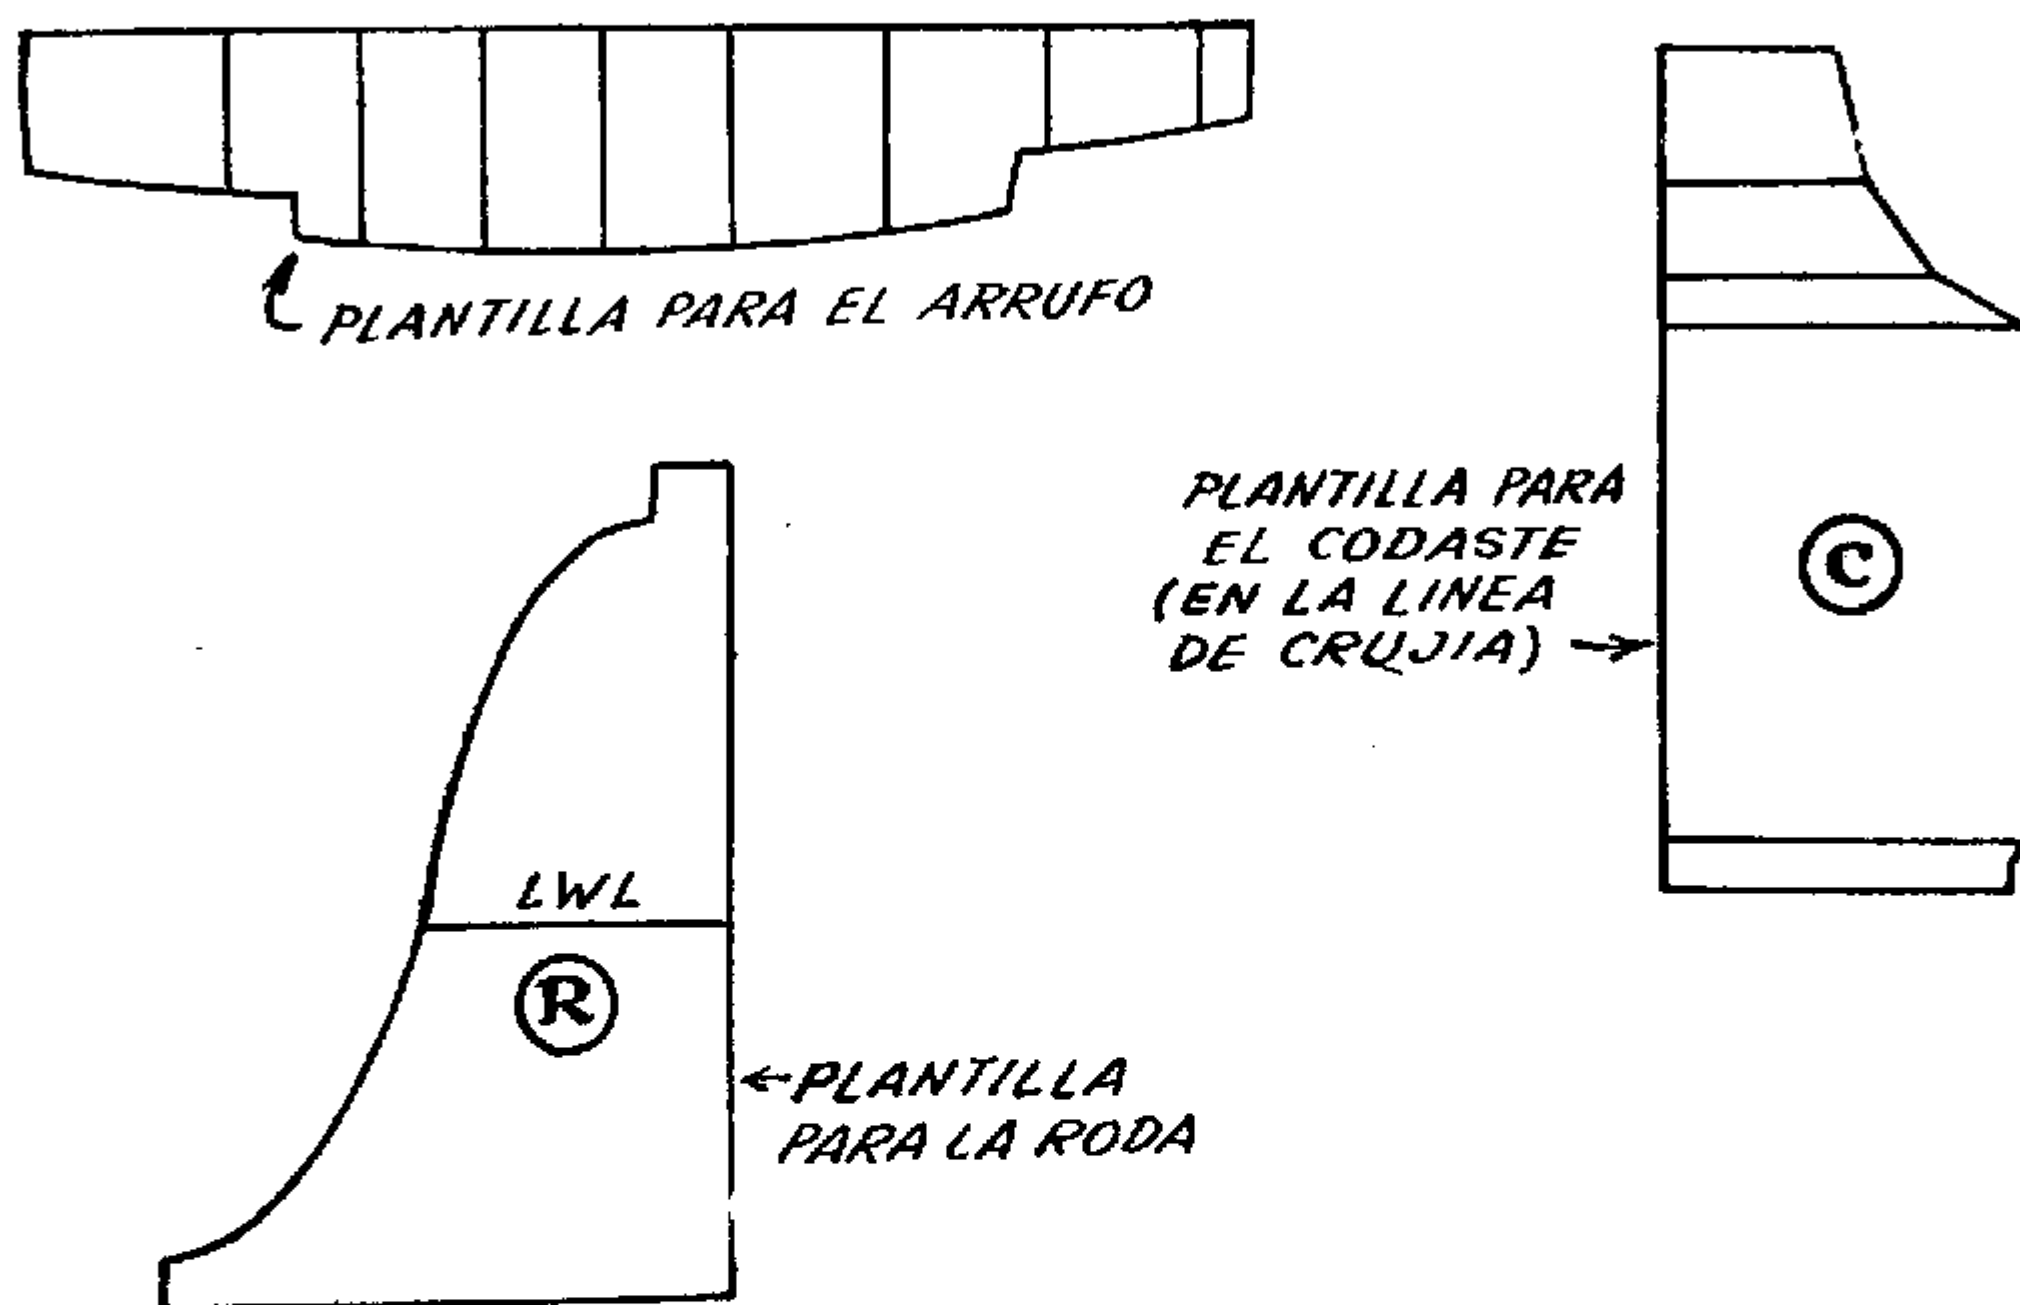 PLANTILLA PARA EL ARRUFO
PLANTILLA PARA
EL CODASTE
(EN LA LINEA
DE CRUJIA)
C
LWL
R
PLANTILLA
PARA LA RODA